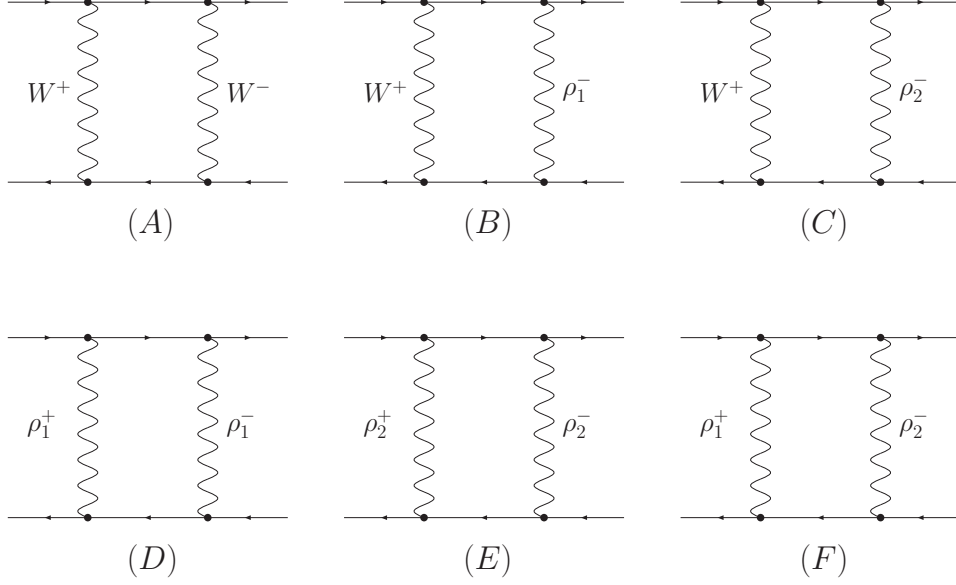 W⁺ W⁻ W⁺ ρ₁⁻ W⁺ ρ₂⁻
(A) (B) (C)
ρ₁⁺ ρ₁⁻ ρ₂⁺ ρ₂⁻ ρ₁⁺ ρ₂⁻
(D) (E) (F)